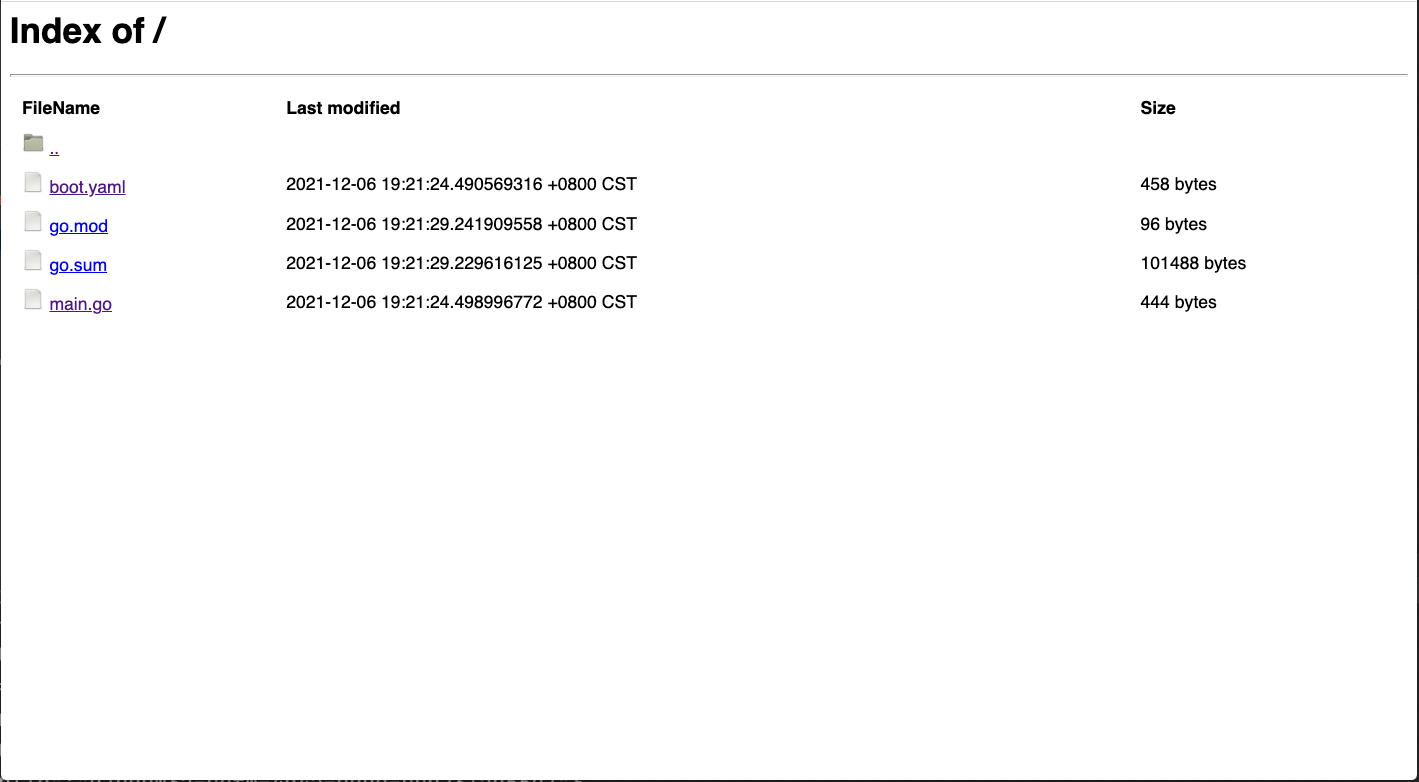 Index of /
FileName Last modified Size
..
boot.yaml 2021-12-06 19:21:24.490569316 +0800 CST 458 bytes
go.mod 2021-12-06 19:21:29.241909558 +0800 CST 96 bytes
go.sum 2021-12-06 19:21:29.229616125 +0800 CST 101488 bytes
main.go 2021-12-06 19:21:24.498996772 +0800 CST 444 bytes